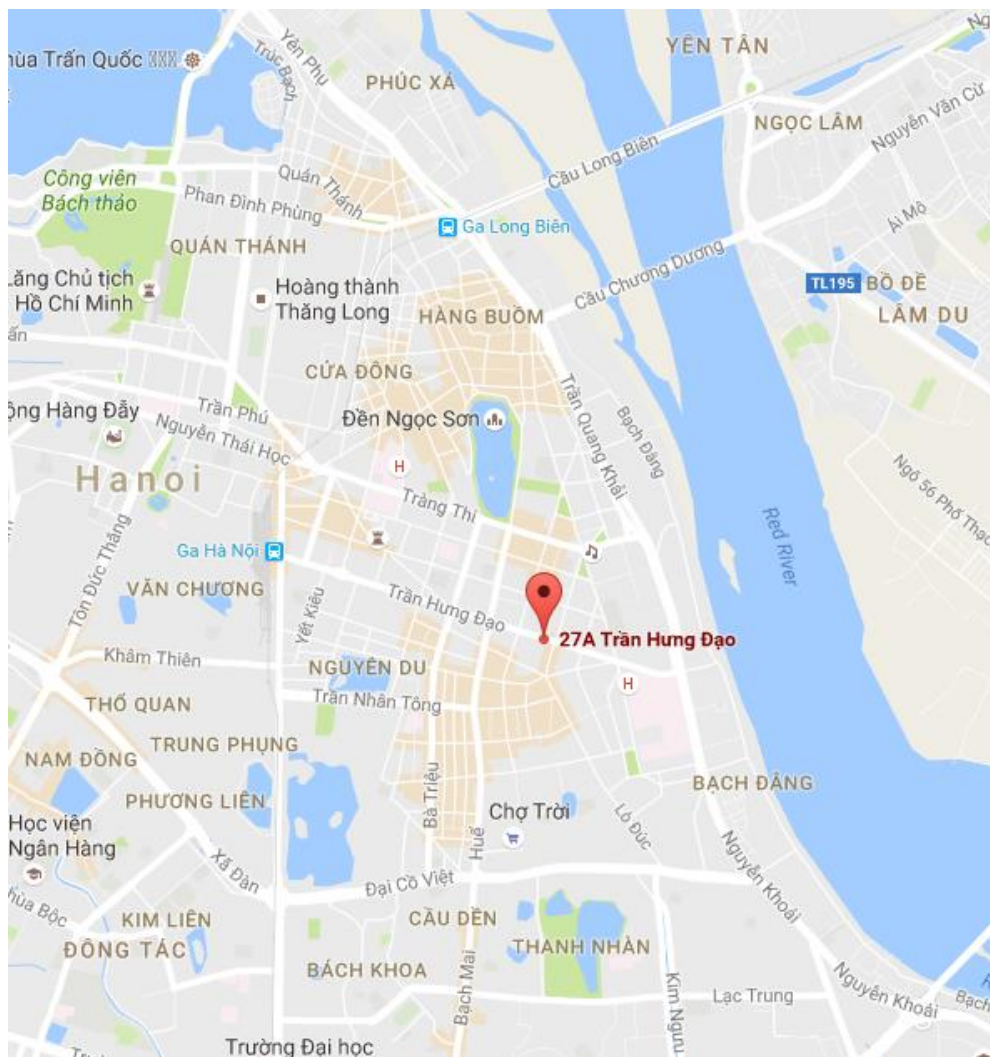 Ng
YÊN TÂN
Yên Phụ
hùa Trấn Quốc
Trúc Bạch
PHÚC XÁ
Nguyễn Văn Cừ
NGỌC LÂM
Cầu Long Biên
Công viên
Bách thảo
Quán Thánh
Phan Đình Phùng
Ga Long Biên
Ái Mộ
QUÁN THÁNH
Cầu Chương Dương
Lăng Chủ tịch
Hồ Chí Minh
Hoàng thành
Thăng Long
TL195
BỒ ĐỀ
HÀNG BUỒM
LÂM DU
ấn
CỬA ĐÔNG
Trần Quang Khải
Bạch Đằng
Trần Phú
ộng Hàng Đẫy
Nguyễn Thái Học
Đền Ngọc Sơn
H
Hanoi
Ngõ 56 Phố Thạc
Tràng Thi
Red River
Tôn Đức Thắng
Ga Hà Nội
VĂN CHƯƠNG
Yết Kiêu
Trần Hưng Đạo
27A Trần Hưng Đạo
Khâm Thiên
NGUYỄN DU
H
Trần Nhân Tông
THỔ QUAN
TRUNG PHỤNG
NAM ĐỒNG
BẠCH ĐẰNG
PHƯƠNG LIÊN
Bà Triệu
Chợ Trời
Lò Đúc
Học viện
Ngân Hàng
Huế
Xã Đàn
Nguyễn Khoái
Đại Cồ Việt
hùa Bộc
KIM LIÊN
CẦU DỀN
ĐÔNG TÁC
THANH NHÀN
BÁCH KHOA
Bạch Mai
Kim Ngưu
Lạc Trung
Nguyễn Khoái
Bạch
Trường Đại học